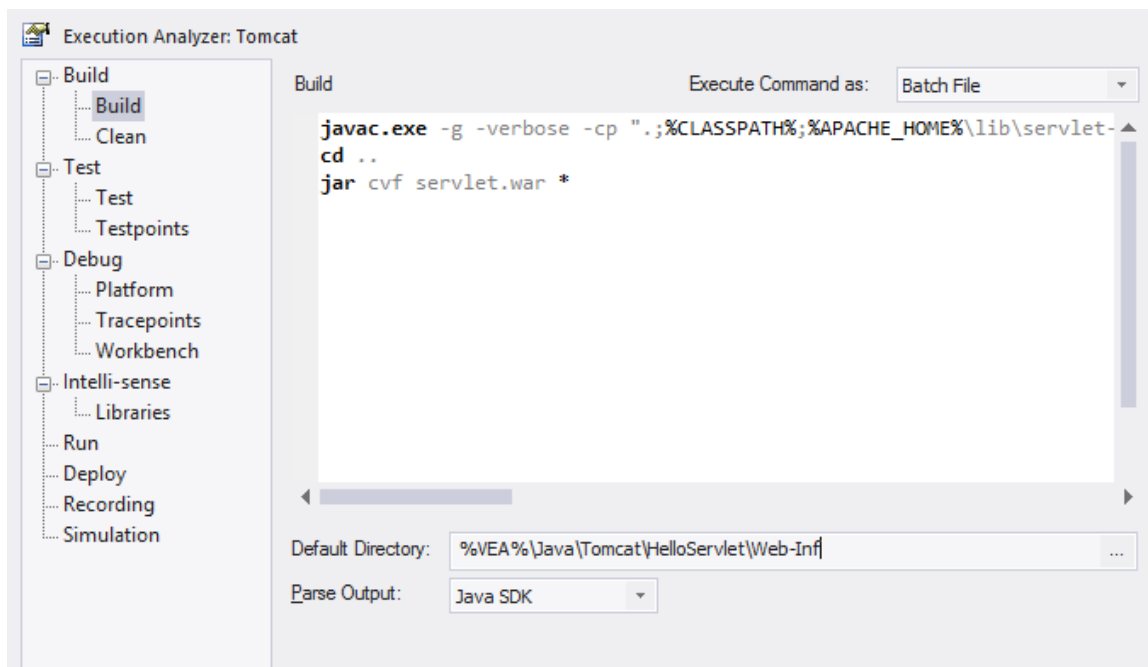 Execution Analyzer: Tomcat
Build
Build
Clean
Test
Test
Testpoints
Debug
Platform
Tracepoints
Workbench
Intelli-sense
Libraries
Run
Deploy
Recording
Simulation
Build
Execute Command as: Batch File
javac.exe -g -verbose -cp ".;%CLASSPATH%;%APACHE_HOME%\lib\servlet-
cd ..
jar cvf servlet.war *
Default Directory: %VEA%\Java\Tomcat\HelloServlet\Web-Inf ...
Parse Output: Java SDK